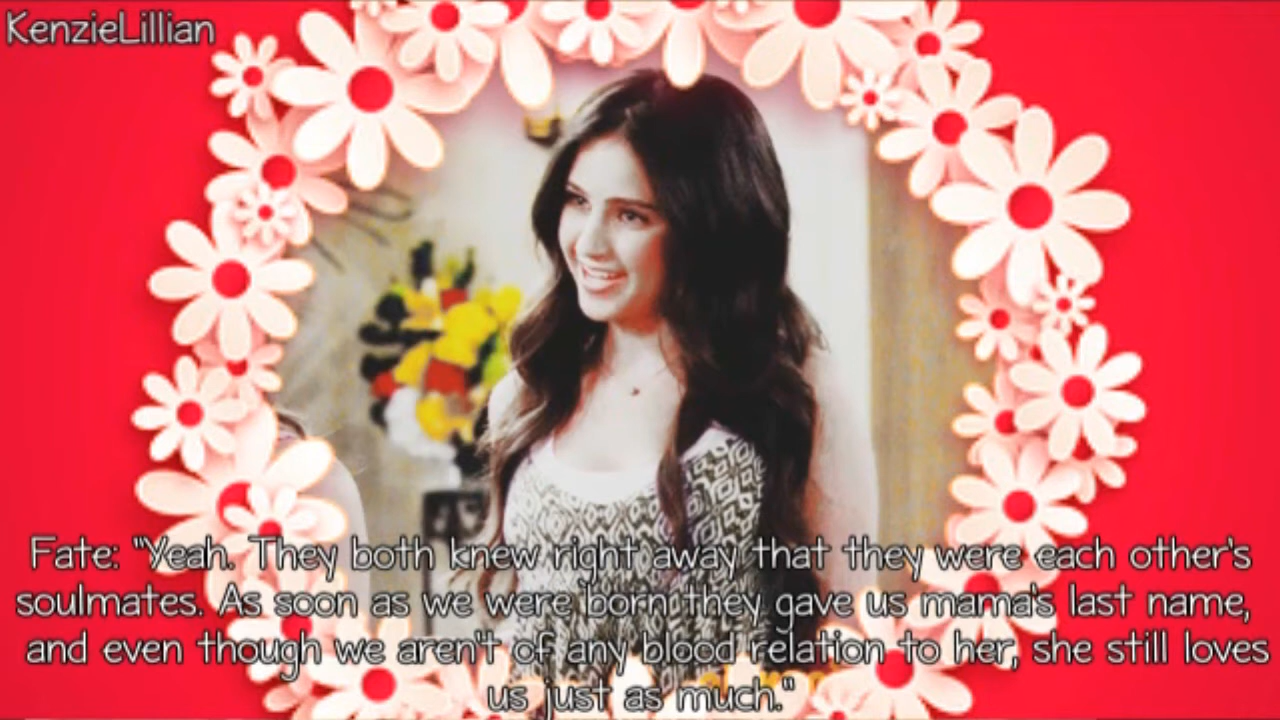 KenzieLillian
Fate: "Yeah. They both knew right away that they were each other's
soulmates. As soon as we were born they gave us mama's last name,
and even though we aren't of any blood relation to her, she still loves
us just as much."